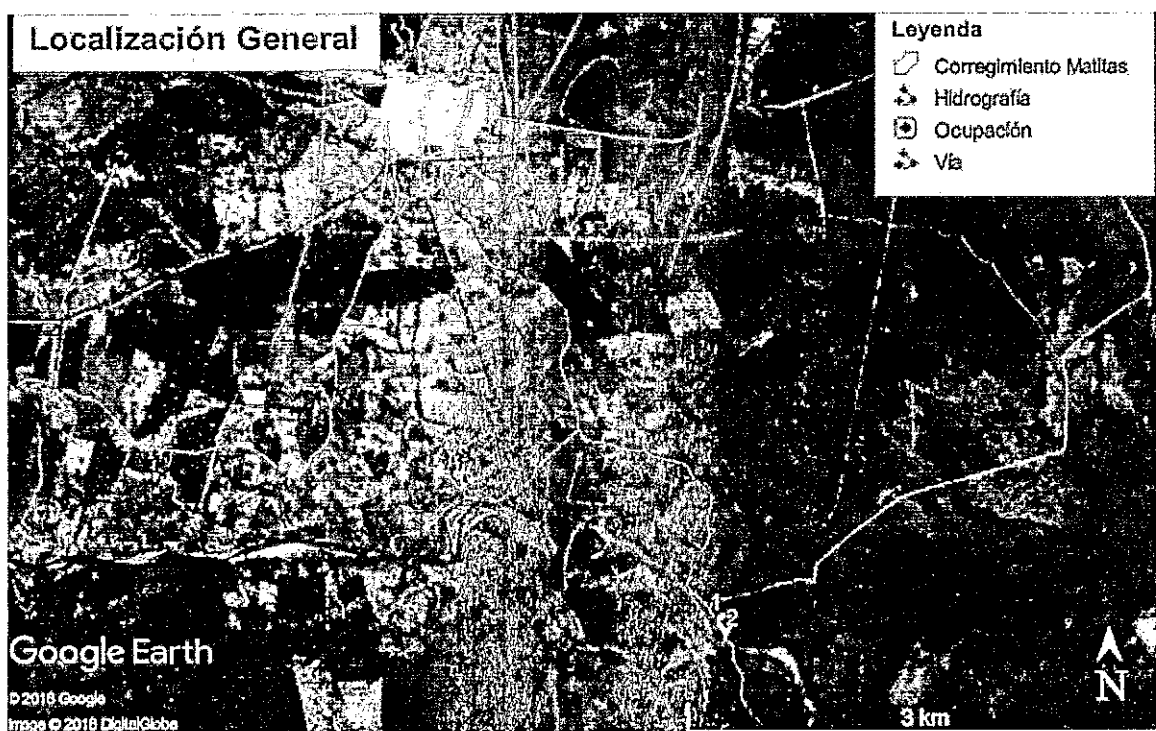 Localización General
Leyenda
Corregimiento Matitas
Hidrografía
Ocupación
Vía
1
2
Google Earth
© 2018 Google
Image © 2018 DigitalGlobe
3 km
N